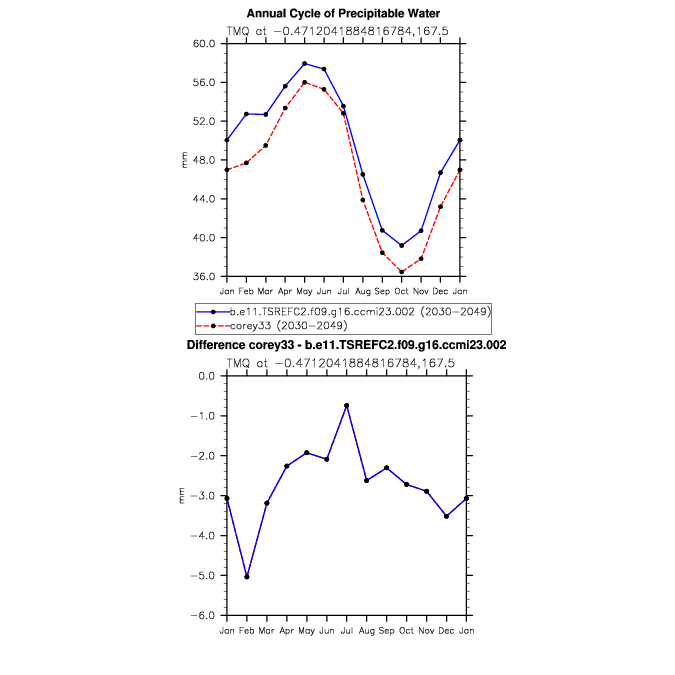 Annual Cycle of Precipitable Water
TMQ at −0.4712041884816784,167.5
60.0
56.0
52.0
48.0
44.0
40.0
36.0
mm
Jan Feb Mar Apr May Jun Jul Aug Sep Oct Nov Dec Jan
b.e11.TSREFC2.f09.g16.ccmi23.002 (2030−2049)
corey33 (2030−2049)
Difference corey33 - b.e11.TSREFC2.f09.g16.ccmi23.002
TMQ at −0.4712041884816784,167.5
0.0
−1.0
−2.0
−3.0
−4.0
−5.0
−6.0
mm
Jan Feb Mar Apr May Jun Jul Aug Sep Oct Nov Dec Jan